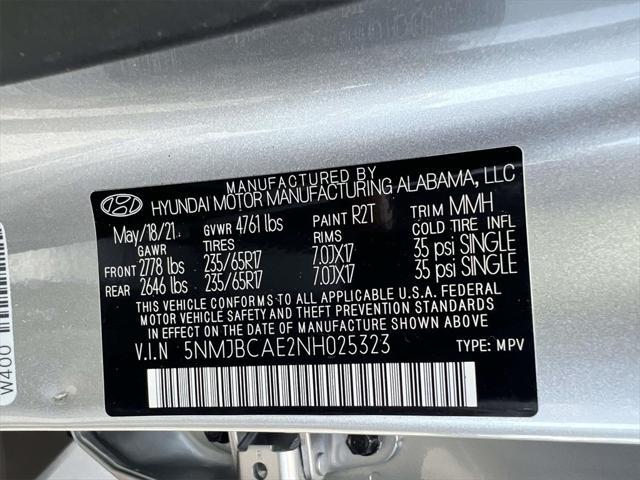 MANUFACTURED BY
HYUNDAI MOTOR MANUFACTURING ALABAMA, LLC
May/18/21 GVWR 4761 lbs PAINT R2T TRIM MMH
GAWR TIRES RIMS COLD TIRE INFL
FRONT 2778 lbs 235/65R17 7.0JX17 35 psi SINGLE
REAR 2646 lbs 235/65R17 7.0JX17 35 psi SINGLE
THIS VEHICLE CONFORMS TO ALL APPLICABLE U.S.A. FEDERAL
MOTOR VEHICLE SAFETY AND THEFT PREVENTION STANDARDS
IN EFFECT ON THE DATE OF MANUFACTURE SHOWN ABOVE.
V.I.N 5NMJBCAE2NH025323 TYPE: MPV
W400